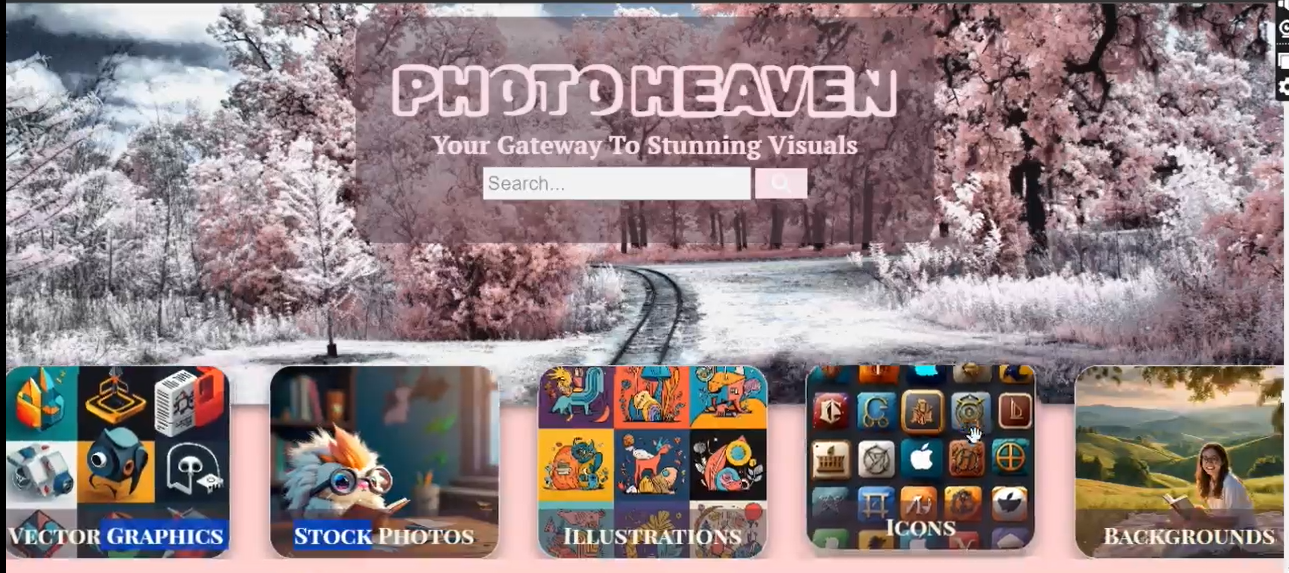 PHOTO HEAVEN
Your Gateway To Stunning Visuals
Search...
VECTOR GRAPHICS
STOCK PHOTOS
ILLUSTRATIONS
ICONS
BACKGROUNDS